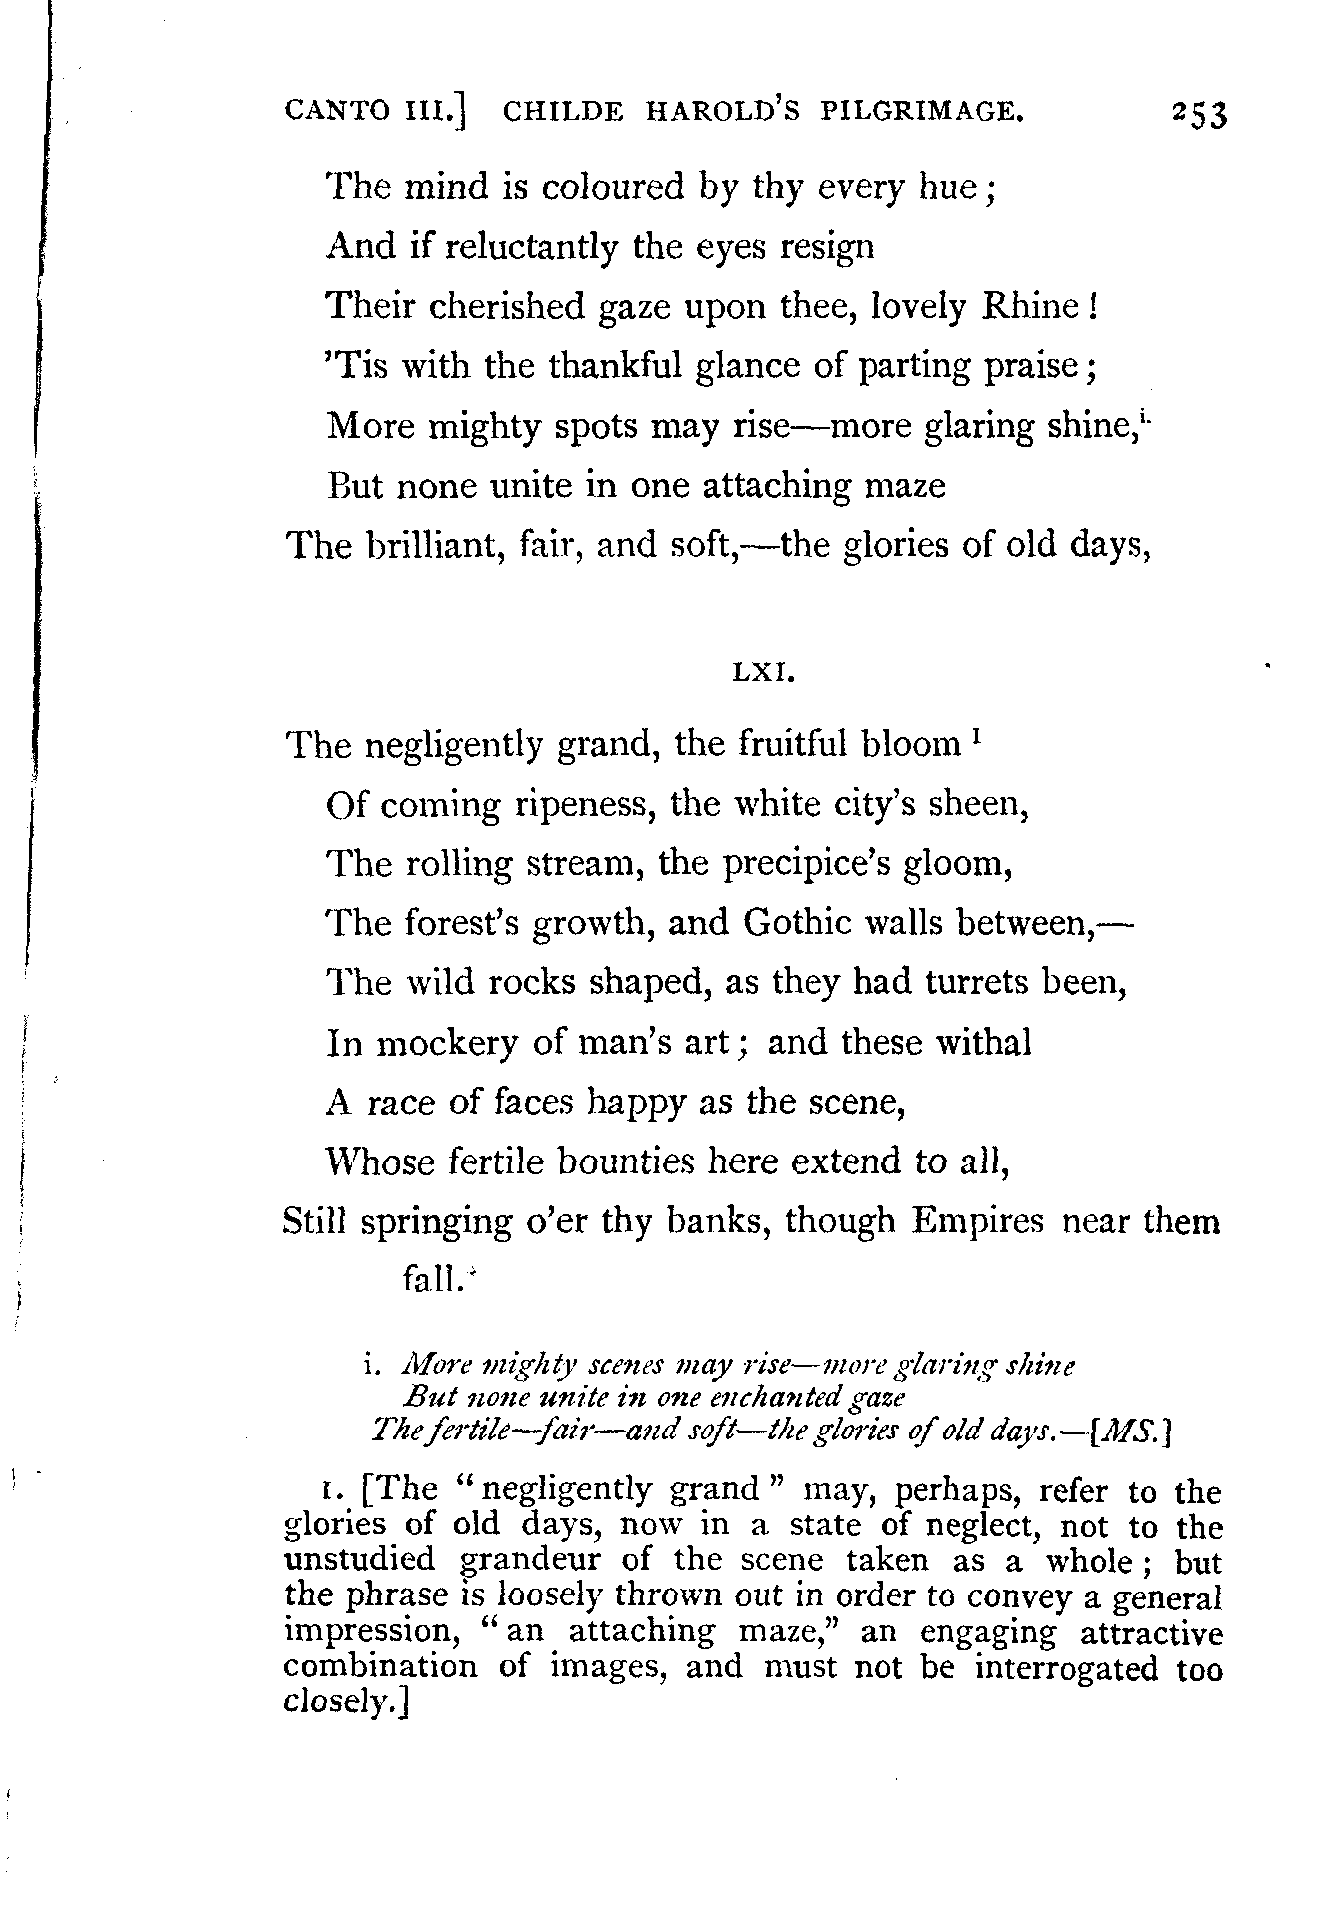 CANTO III.] CHILDE HAROLD'S PILGRIMAGE. 253
The mind is coloured by thy every hue;
And if reluctantly the eyes resign
Their cherished gaze upon thee, lovely Rhine!
'Tis with the thankful glance of parting praise;
More mighty spots may rise—more glaring shine,i.
But none unite in one attaching maze
The brilliant, fair, and soft,—the glories of old days,
LXI.
The negligently grand, the fruitful bloom 1
Of coming ripeness, the white city's sheen,
The rolling stream, the precipice's gloom,
The forest's growth, and Gothic walls between,—
The wild rocks shaped, as they had turrets been,
In mockery of man's art; and these withal
A race of faces happy as the scene,
Whose fertile bounties here extend to all,
Still springing o'er thy banks, though Empires near them
fall.
i. More mighty scenes may rise—more glaring shine
But none unite in one enchanted gaze
The fertile—fair—and soft—the glories of old days.—[MS.]
1. [The "negligently grand" may, perhaps, refer to the
glories of old days, now in a state of neglect, not to the
unstudied grandeur of the scene taken as a whole; but
the phrase is loosely thrown out in order to convey a general
impression, "an attaching maze," an engaging attractive
combination of images, and must not be interrogated too
closely.]